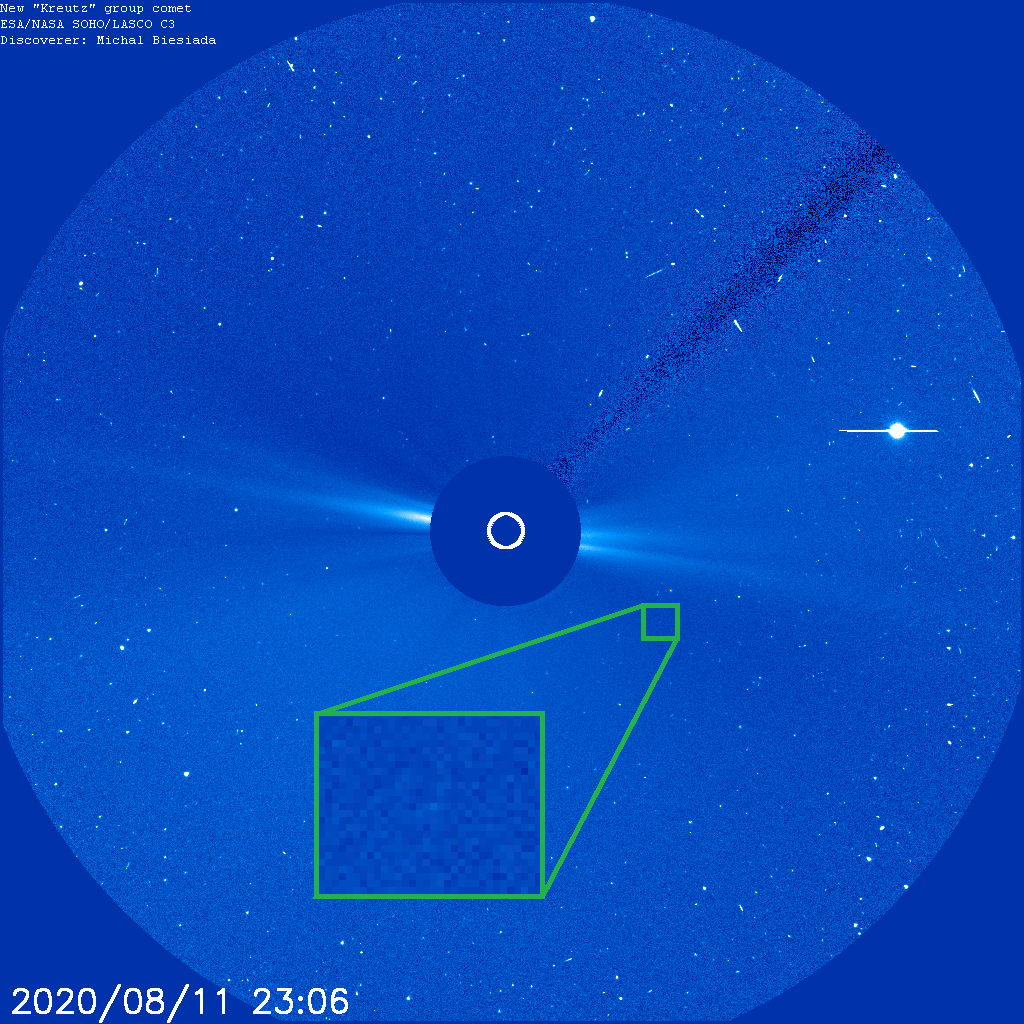 New "Kreutz" group comet
ESA/NASA SOHO/LASCO C3
Discoverer: Michal Biesiada
2020/08/11 23:06